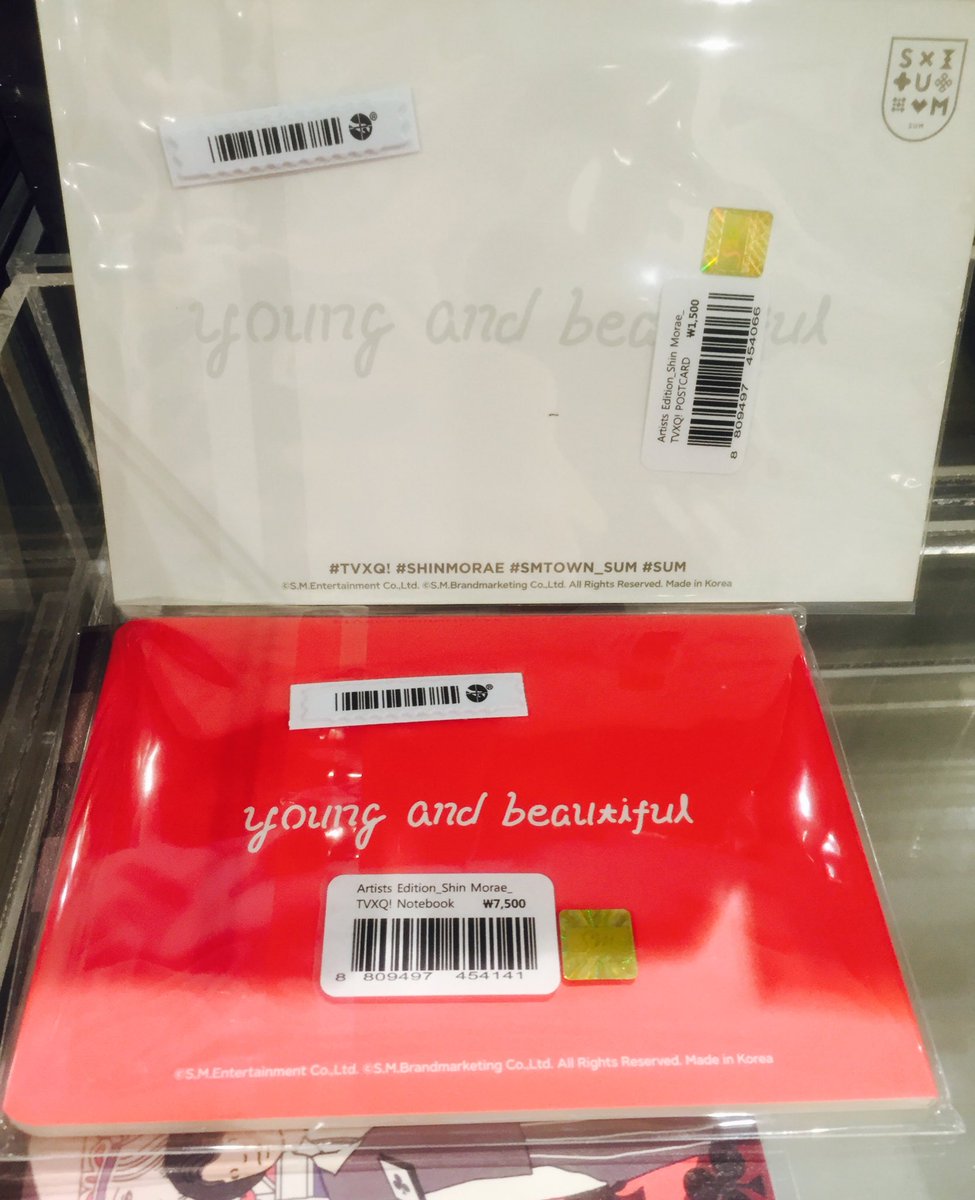 S×I
U
♥M
SUM
young and beautiful
Artists Edition_Shin Morae_
TVXQ! POSTCARD ₩1,500
8 809497 454066
#TVXQ! #SHINMORAE #SMTOWN_SUM #SUM
©S.M.Entertainment Co.,Ltd. ©S.M.Brandmarketing Co.,Ltd. All Rights Reserved. Made in Korea
young and beautiful
Artists Edition_Shin Morae_
TVXQ! Notebook ₩7,500
8 809497 454141
©S.M.Entertainment Co.,Ltd. ©S.M.Brandmarketing Co.,Ltd. All Rights Reserved. Made in Korea